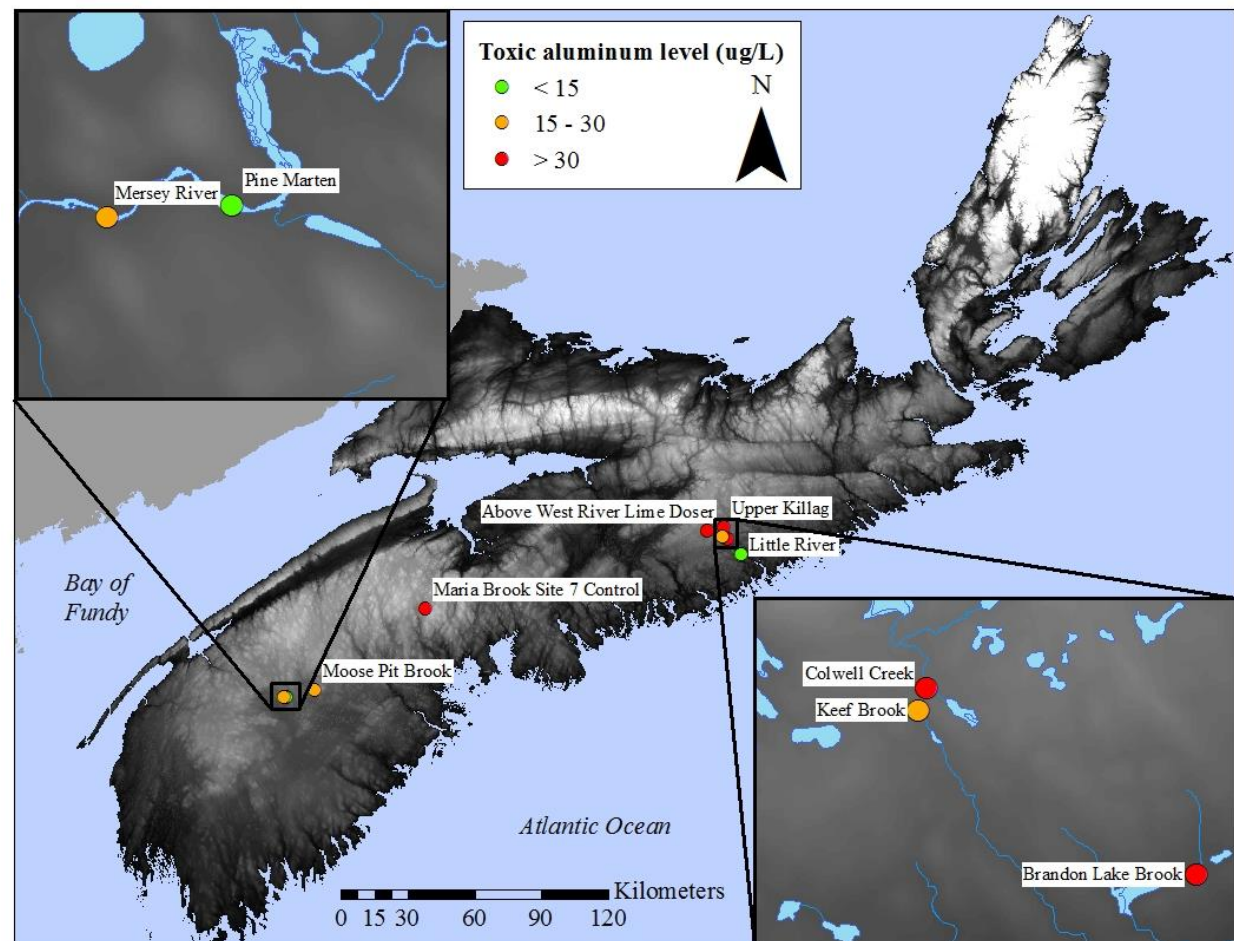 Toxic aluminum level (ug/L)
< 15
15 - 30
> 30
N
Mersey River
Pine Marten
Above West River Lime Doser
Upper Killag
Little River
Bay of
Fundy
Maria Brook Site 7 Control
Moose Pit Brook
Colwell Creek
Keef Brook
Brandon Lake Brook
Atlantic Ocean
Kilometers
0 15 30 60 90 120